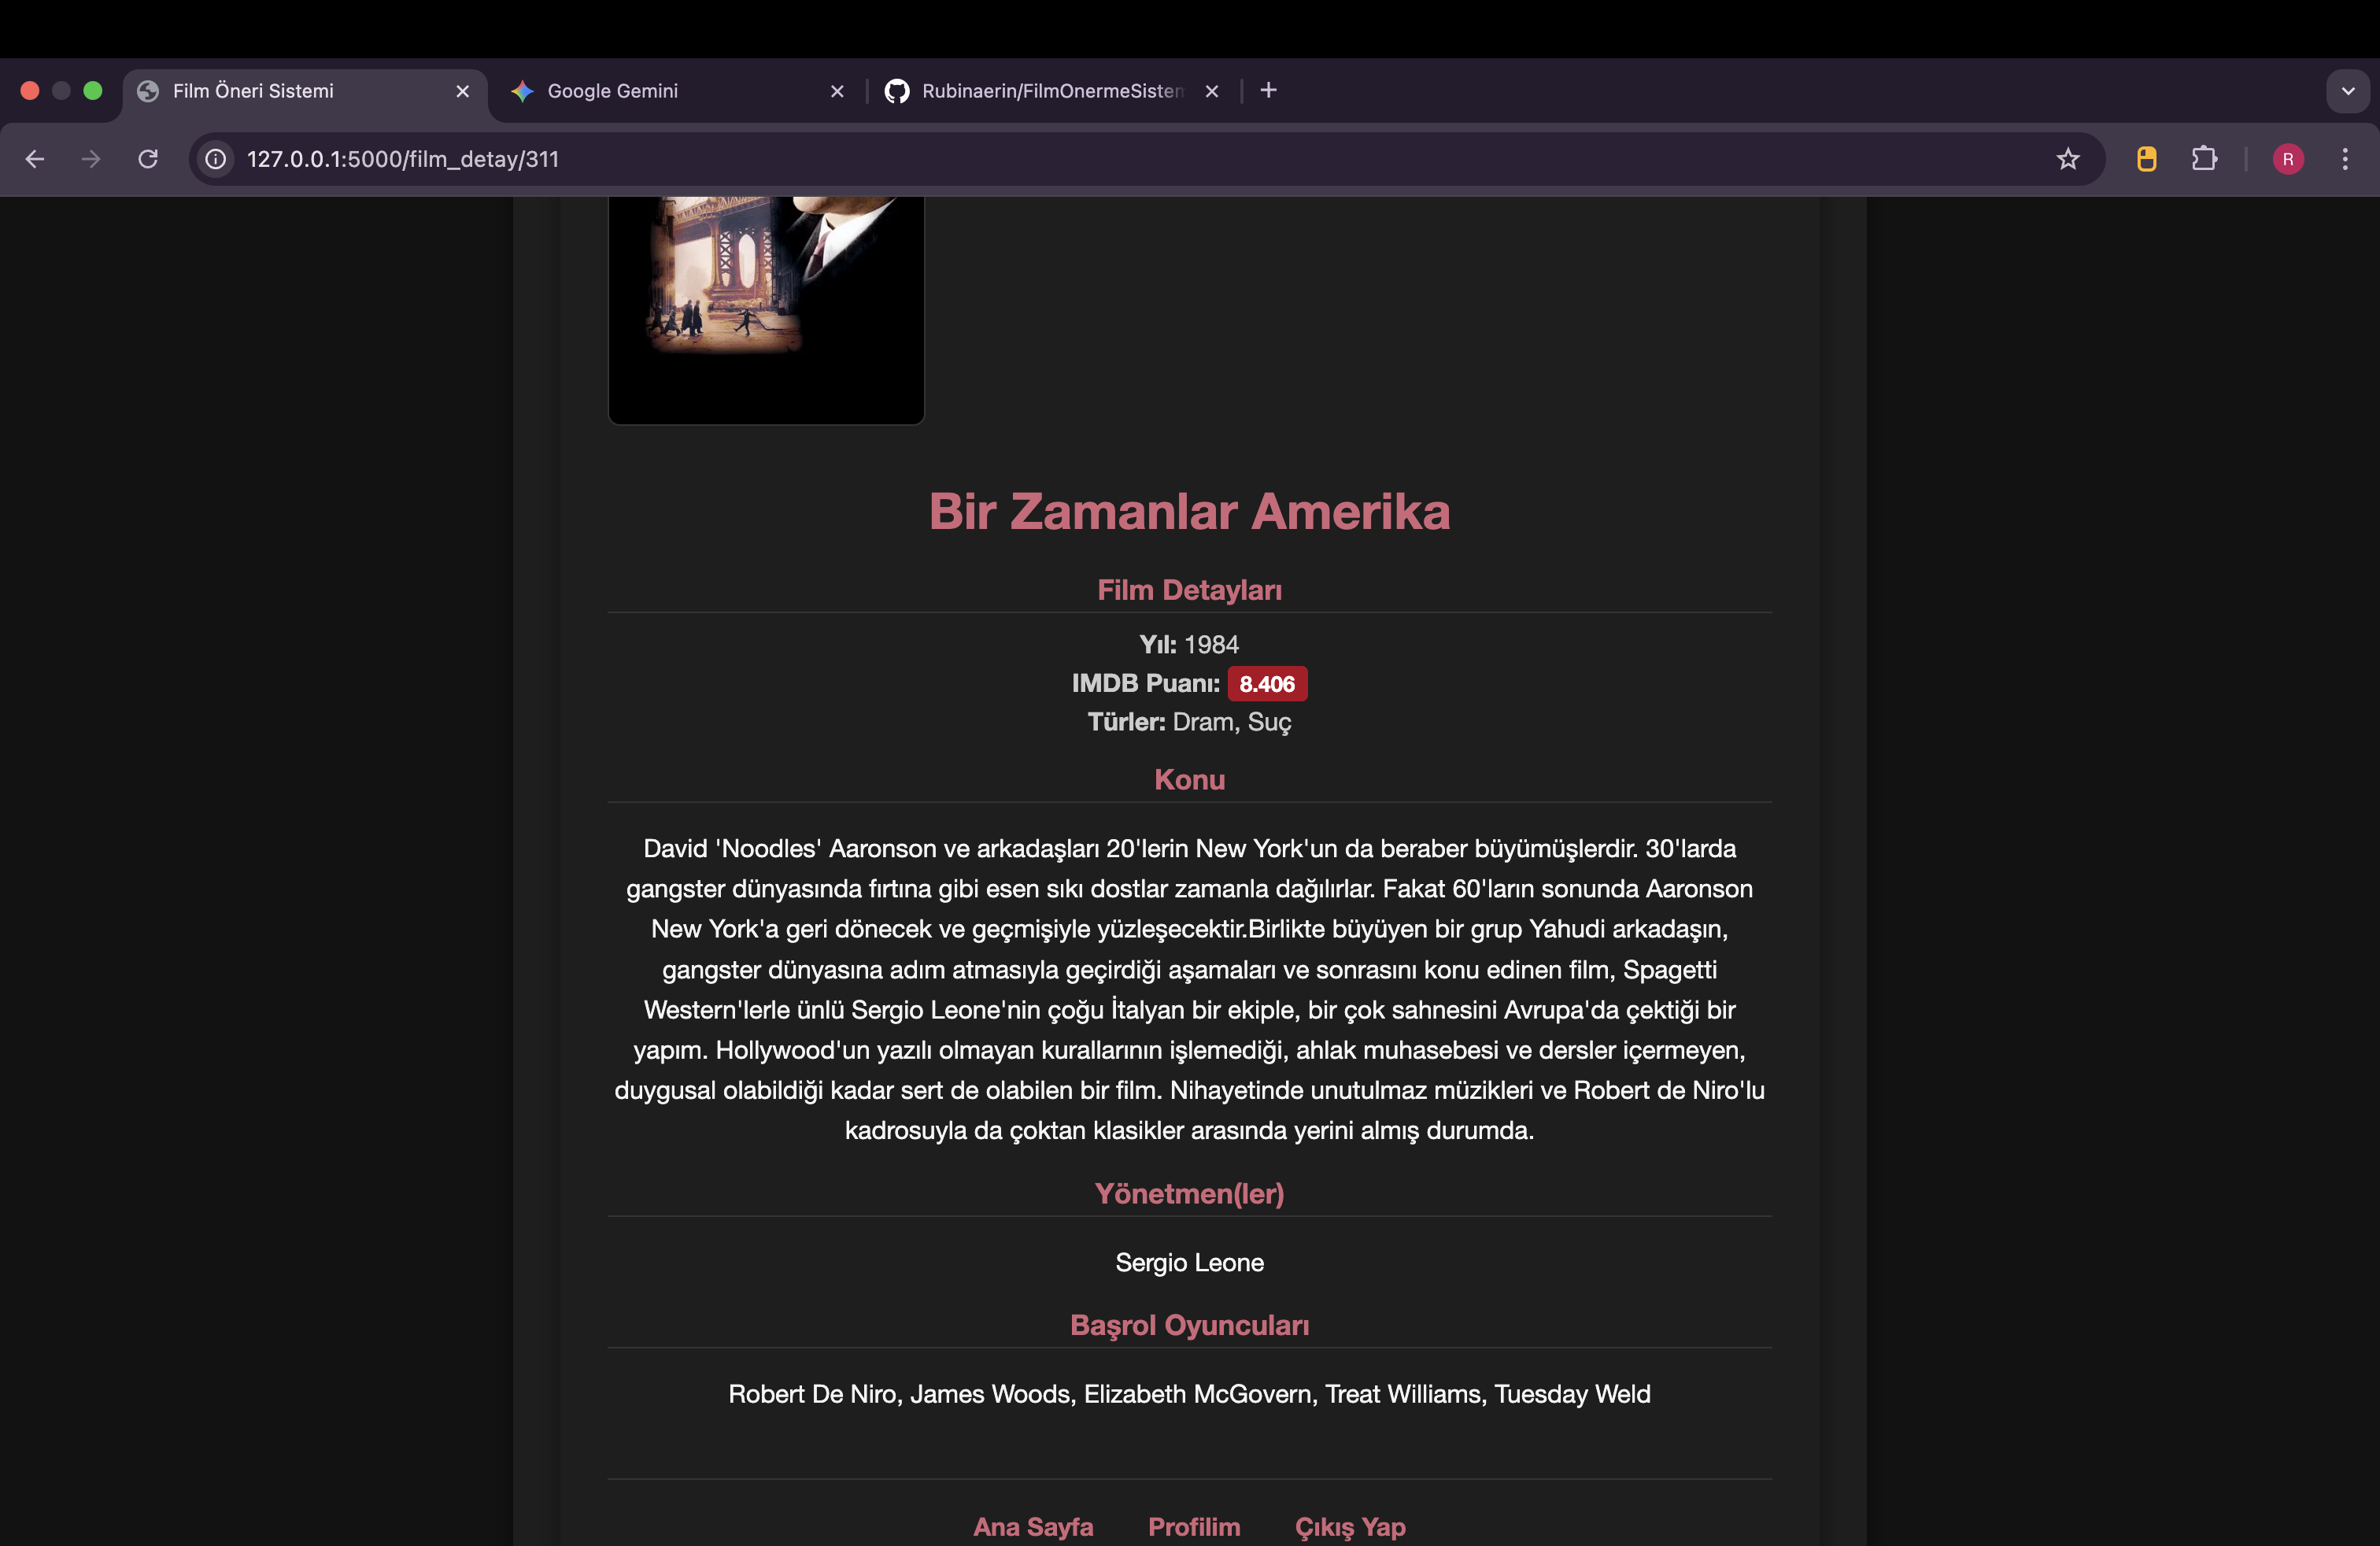 Film Öneri Sistemi
Google Gemini
Rubinaerin/FilmOnermeSistem
127.0.0.1:5000/film_detay/311
R
Bir Zamanlar Amerika
Film Detayları
Yıl: 1984
IMDB Puanı: 8.406
Türler: Dram, Suç
Konu
David 'Noodles' Aaronson ve arkadaşları 20'lerin New York'un da beraber büyümüşlerdir. 30'larda
gangster dünyasında fırtına gibi esen sıkı dostlar zamanla dağılırlar. Fakat 60'ların sonunda Aaronson
New York'a geri dönecek ve geçmişiyle yüzleşecektir.Birlikte büyüyen bir grup Yahudi arkadaşın,
gangster dünyasına adım atmasıyla geçirdiği aşamaları ve sonrasını konu edinen film, Spagetti
Western'lerle ünlü Sergio Leone'nin çoğu İtalyan bir ekiple, bir çok sahnesini Avrupa'da çektiği bir
yapım. Hollywood'un yazılı olmayan kurallarının işlemediği, ahlak muhasebesi ve dersler içermeyen,
duygusal olabildiği kadar sert de olabilen bir film. Nihayetinde unutulmaz müzikleri ve Robert de Niro'lu
kadrosuyla da çoktan klasikler arasında yerini almış durumda.
Yönetmen(ler)
Sergio Leone
Başrol Oyuncuları
Robert De Niro, James Woods, Elizabeth McGovern, Treat Williams, Tuesday Weld
Ana Sayfa Profilim Çıkış Yap